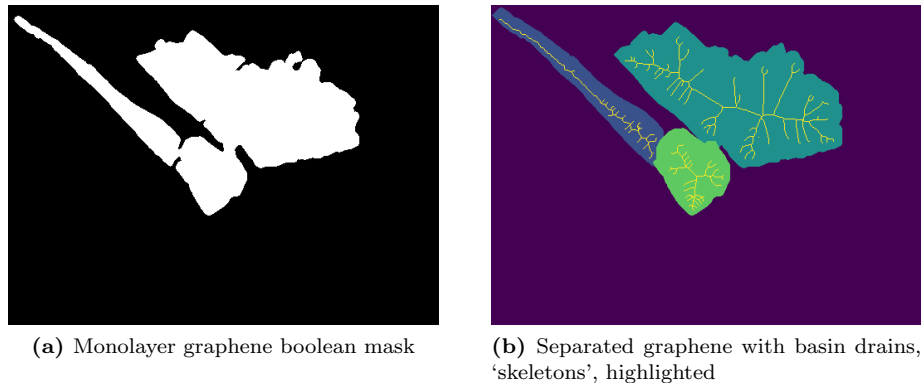 (a) Monolayer graphene boolean mask
(b) Separated graphene with basin drains,
‘skeletons’, highlighted